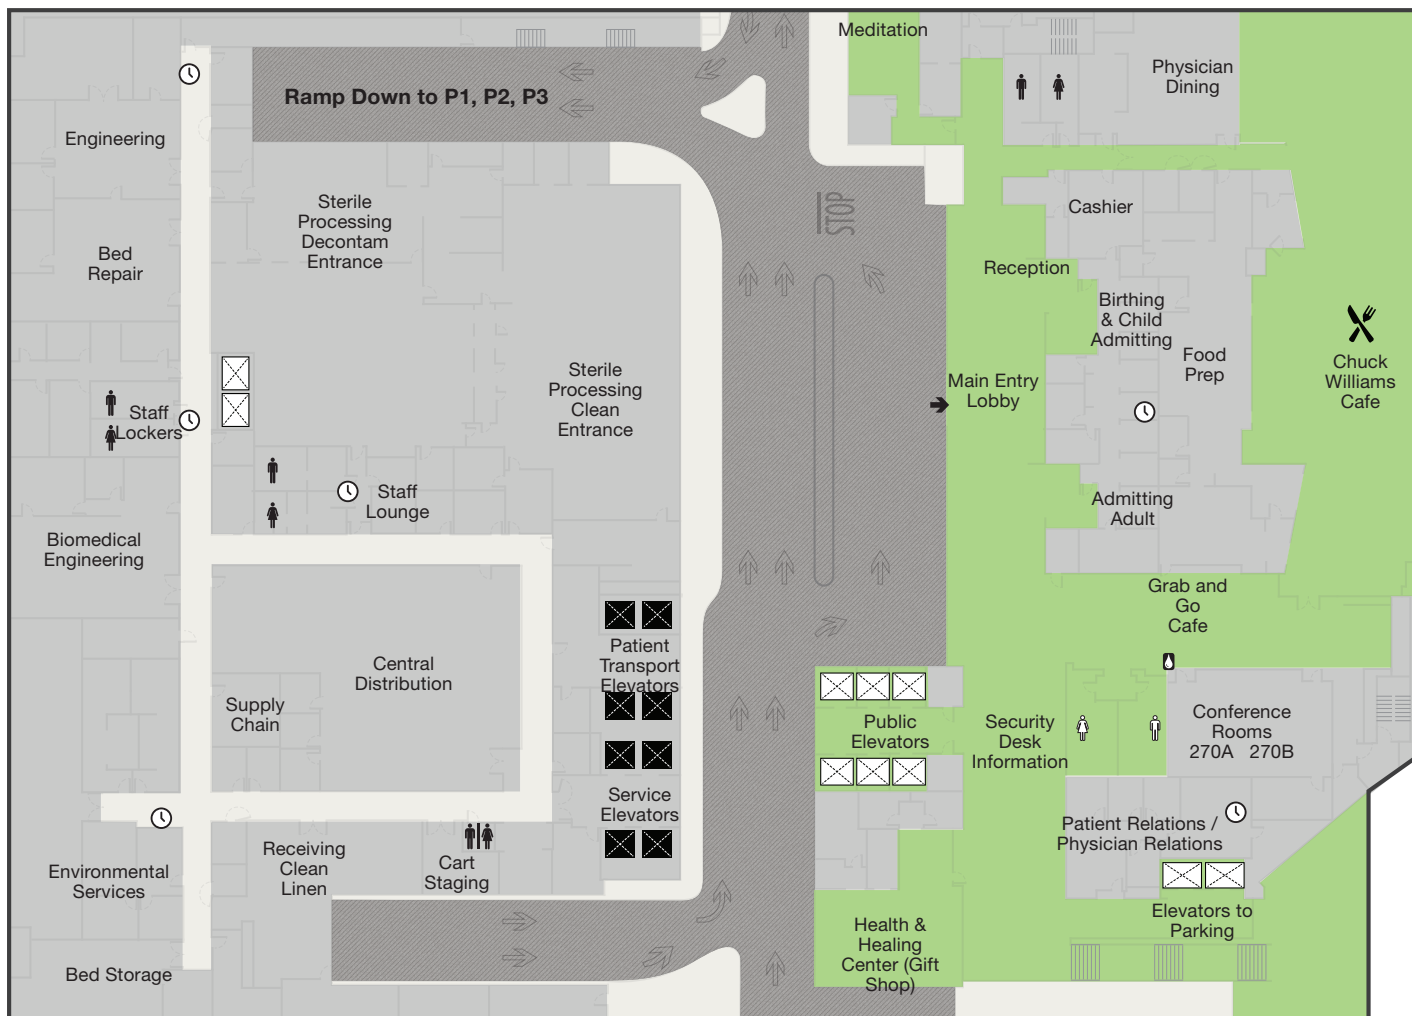 Meditation
Physician
Dining
Ramp Down to P1, P2, P3
Engineering
Sterile
Processing
Decontam
Entrance
STOP
Cashier
Bed
Repair
Reception
Birthing
& Child
Admitting
Food
Prep
Chuck
Williams
Cafe
Sterile
Processing
Clean
Entrance
Main Entry
Lobby
Staff
Lockers
Staff
Lounge
Admitting
Adult
Biomedical
Engineering
Grab and
Go
Cafe
Patient
Transport
Elevators
Central
Distribution
Supply
Chain
Public
Elevators
Security
Desk
Information
Conference
Rooms
270A 270B
Service
Elevators
Patient Relations /
Physician Relations
Receiving
Clean
Linen
Cart
Staging
Environmental
Services
Elevators to
Parking
Health &
Healing
Center (Gift
Shop)
Bed Storage